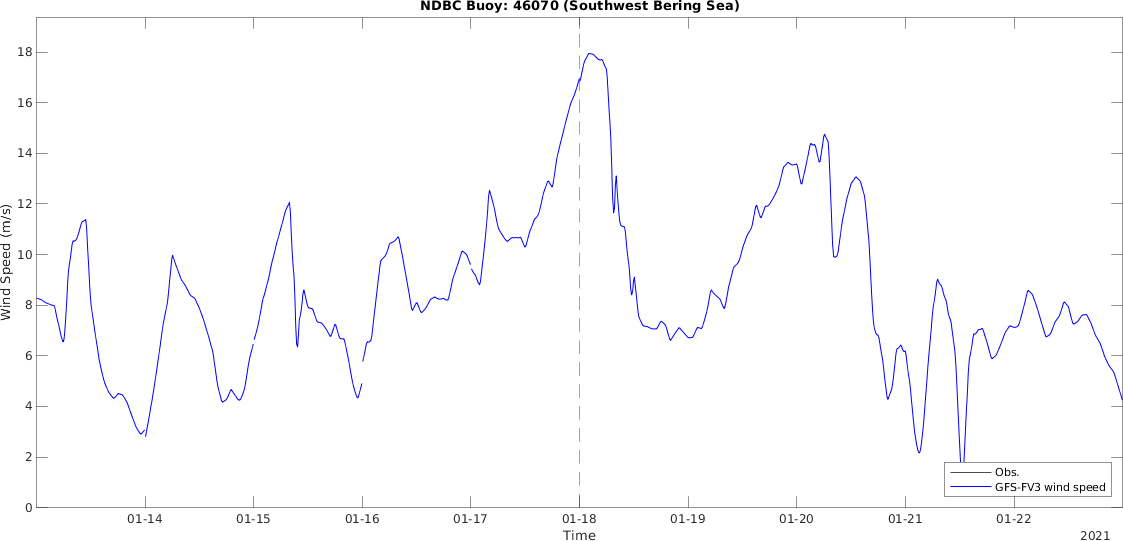 NDBC Buoy: 46070 (Southwest Bering Sea)
Wind Speed (m/s)
18
16
14
12
10
8
6
4
2
0
01-14 01-15 01-16 01-17 01-18 01-19 01-20 01-21 01-22
Time
2021
Obs.
GFS-FV3 wind speed